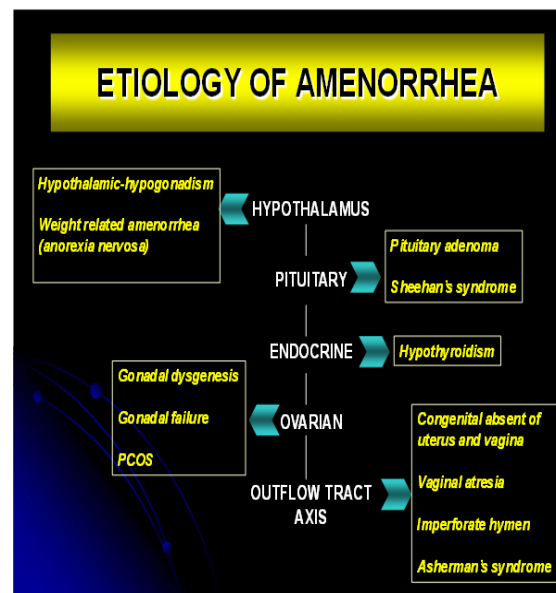 ETIOLOGY OF AMENORRHEA
Hypothalamic-hypogonadism
Weight related amenorrhea
(anorexia nervosa)
HYPOTHALAMUS
PITUITARY
Pituitary adenoma
Sheehan's syndrome
ENDOCRINE
Hypothyroidism
Gonadal dysgenesis
Gonadal failure
PCOS
OVARIAN
OUTFLOW TRACT
AXIS
Congenital absent of
uterus and vagina
Vaginal atresia
Imperforate hymen
Asherman's syndrome